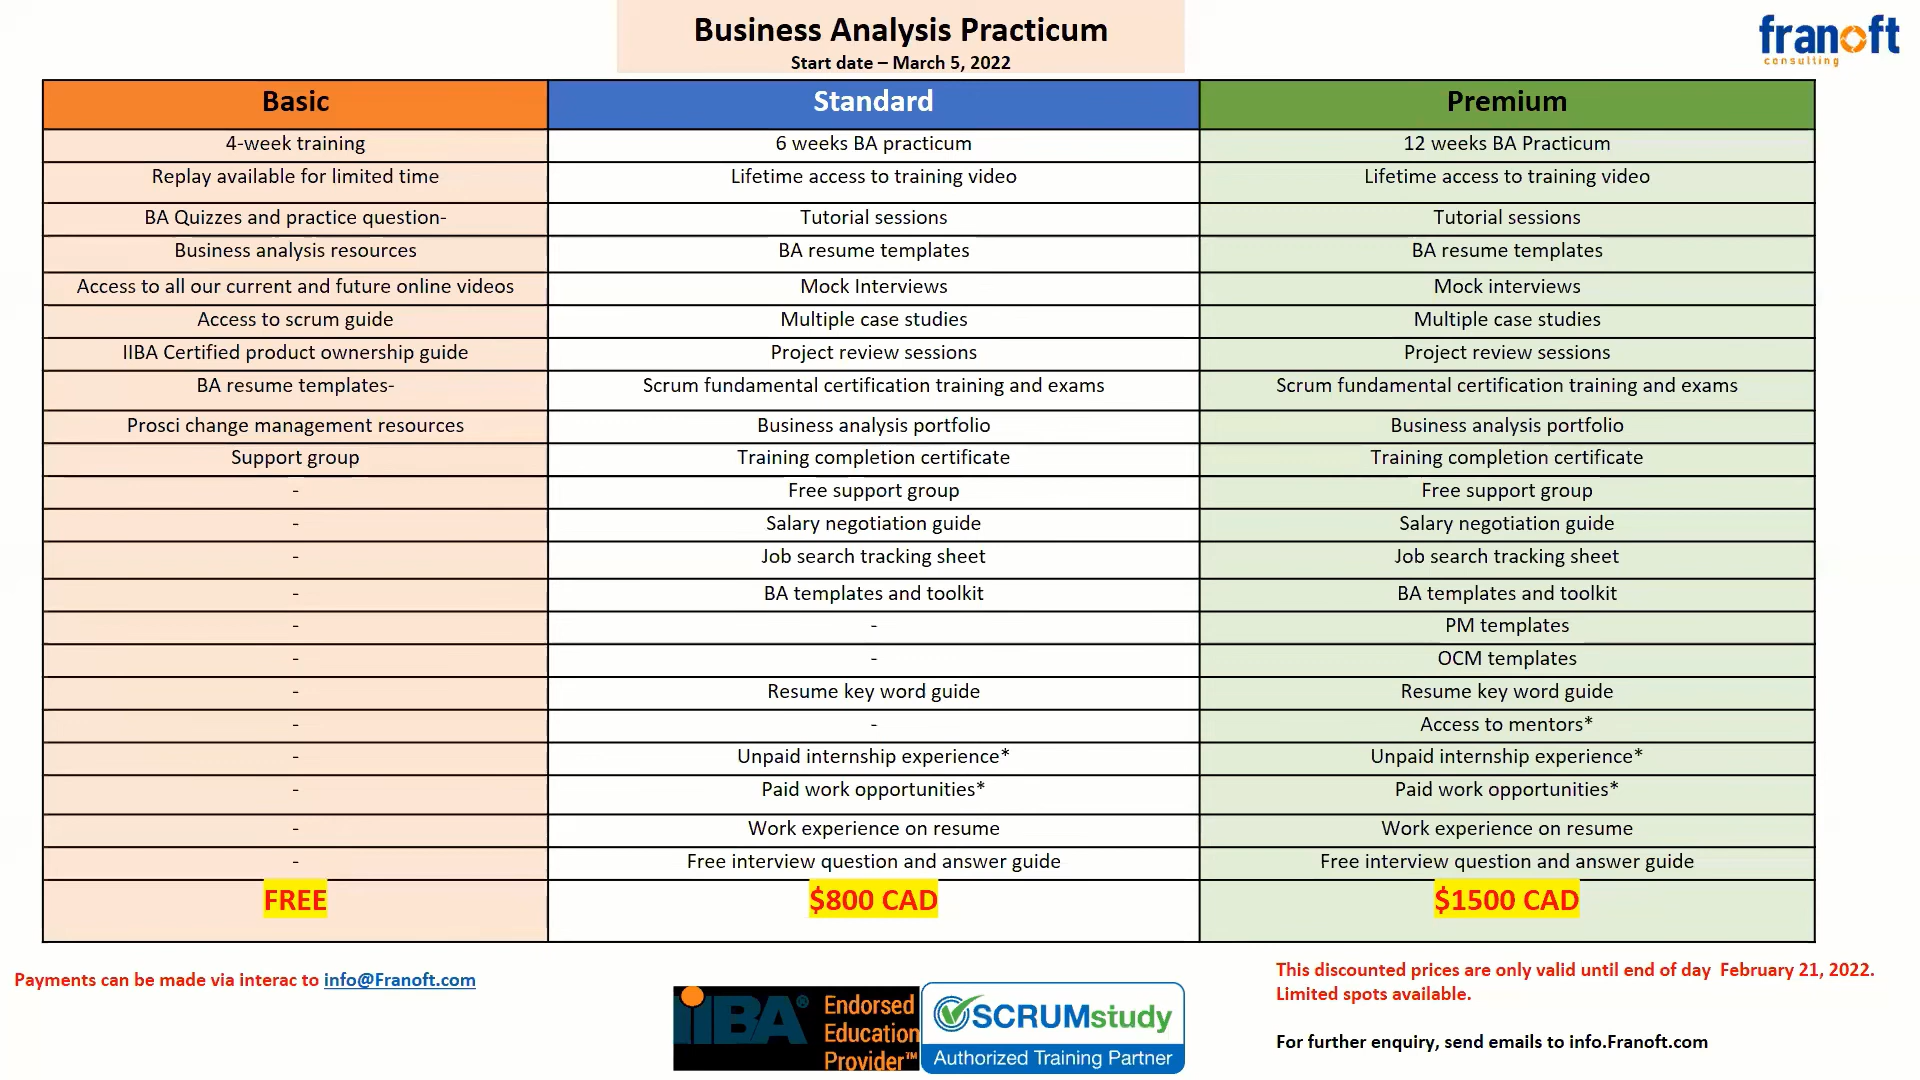 Business Analysis Practicum
Start date – March 5, 2022
franoft
consulting
Basic Standard Premium
4-week training 6 weeks BA practicum 12 weeks BA Practicum
Replay available for limited time Lifetime access to training video Lifetime access to training video
BA Quizzes and practice question- Tutorial sessions Tutorial sessions
Business analysis resources BA resume templates BA resume templates
Access to all our current and future online videos Mock Interviews Mock interviews
Access to scrum guide Multiple case studies Multiple case studies
IIBA Certified product ownership guide Project review sessions Project review sessions
BA resume templates- Scrum fundamental certification training and exams Scrum fundamental certification training and exams
Prosci change management resources Business analysis portfolio Business analysis portfolio
Support group Training completion certificate Training completion certificate
- Free support group Free support group
- Salary negotiation guide Salary negotiation guide
- Job search tracking sheet Job search tracking sheet
- BA templates and toolkit BA templates and toolkit
- - PM templates
- - OCM templates
- Resume key word guide Resume key word guide
- - Access to mentors*
- Unpaid internship experience* Unpaid internship experience*
- Paid work opportunities* Paid work opportunities*
- Work experience on resume Work experience on resume
- Free interview question and answer guide Free interview question and answer guide
FREE $800 CAD $1500 CAD
Payments can be made via interac to info@Franoft.com
iiBA® Endorsed
Education
Provider™
SCRUMstudy
Authorized Training Partner
This discounted prices are only valid until end of day February 21, 2022.
Limited spots available.
For further enquiry, send emails to info.Franoft.com